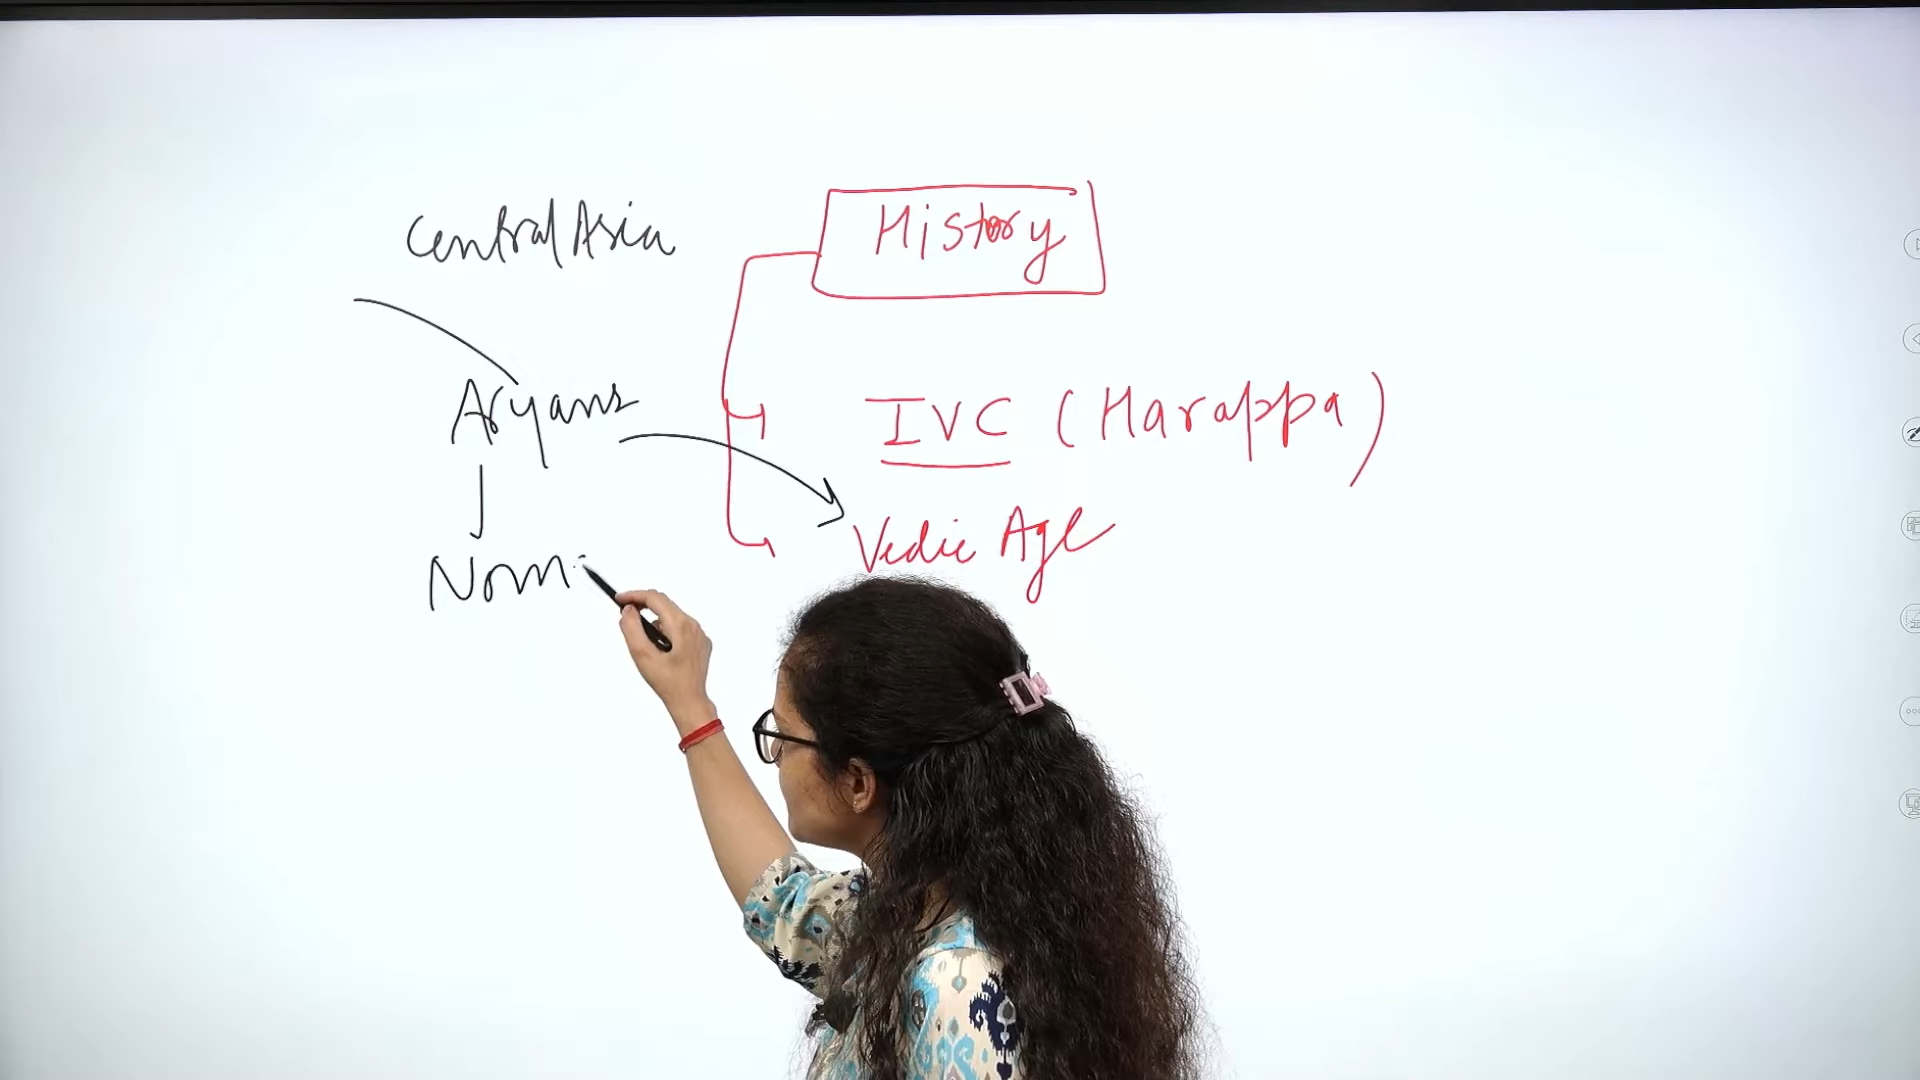 Central Asia
History
Aryans
IVC (Harappa)
Vedic Age
Nom